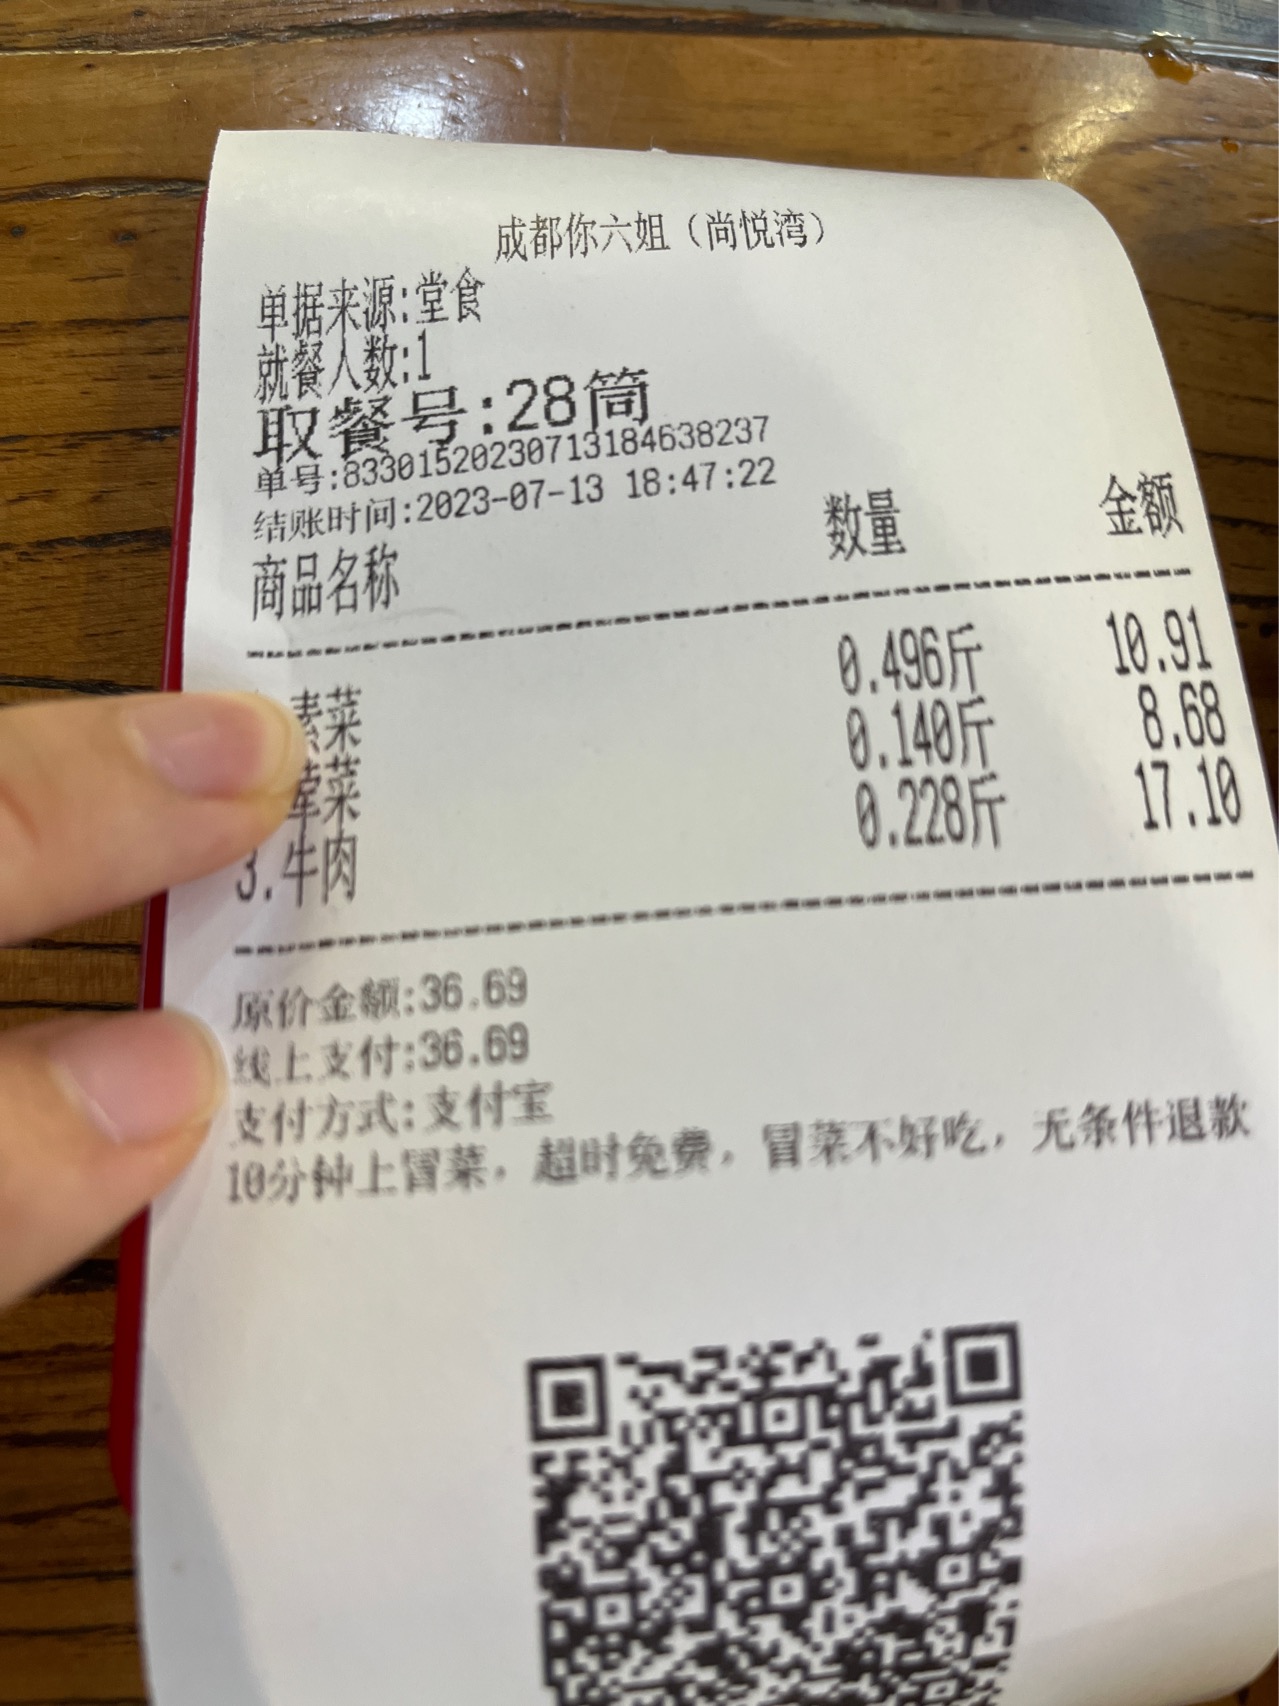 成都你六姐（尚悦湾）
单据来源:堂食
就餐人数:1
取餐号:28筒
单号:833015202307131846382​37
结账时间:2023-07-13 18:47:22
商品名称 数量 金额
素菜 0.496斤 10.91
荤菜 0.140斤 8.68
3.牛肉 0.228斤 17.10
原价金额:36.69
线上支付:36.69
支付方式:支付宝
10分钟上冒菜，超时免费，冒菜不好吃，无条件退款